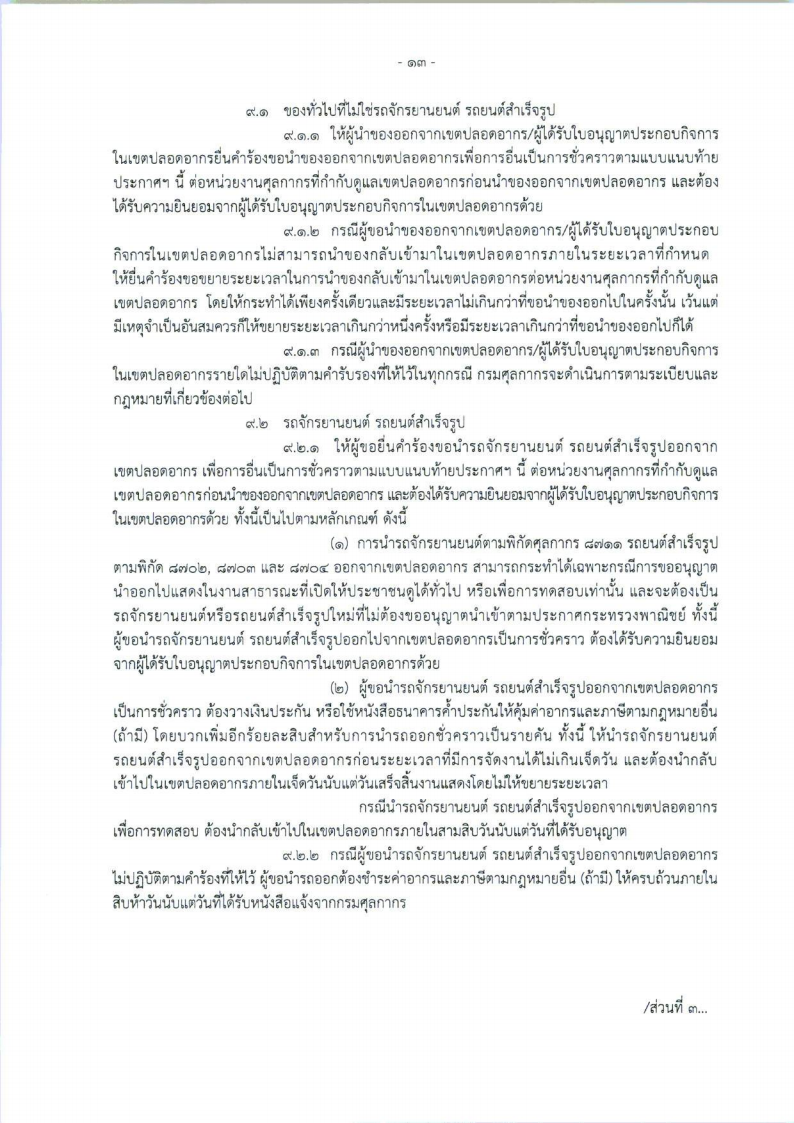 - ๑๓ -
๙.๑ ของทั่วไปที่ไม่ใช่รถจักรยานยนต์ รถยนต์สำเร็จรูป
๙.๑.๑ ให้ผู้นำของออกจากเขตปลอดอากร/ผู้ได้รับใบอนุญาตประกอบกิจการ
ในเขตปลอดอากรยื่นคำร้องขอนำของออกจากเขตปลอดอากรเพื่อการอื่นเป็นการชั่วคราวตามแบบแนบท้าย
ประกาศฯ นี้ ต่อหน่วยงานศุลกากรที่กำกับดูแลเขตปลอดอากรก่อนนำของออกจากเขตปลอดอากร และต้อง
ได้รับความยินยอมจากผู้ได้รับใบอนุญาตประกอบกิจการในเขตปลอดอากรด้วย
๙.๑.๒ กรณีผู้ขอนำของออกจากเขตปลอดอากร/ผู้ได้รับใบอนุญาตประกอบ
กิจการในเขตปลอดอากรไม่สามารถนำของกลับเข้ามาในเขตปลอดอากรภายในระยะเวลาที่กำหนด
ให้ยื่นคำร้องขอขยายระยะเวลาในการนำของกลับเข้ามาในเขตปลอดอากรต่อหน่วยงานศุลกากรที่กำกับดูแล
เขตปลอดอากร โดยให้กระทำได้เพียงครั้งเดียวและมีระยะเวลาไม่เกินกว่าที่ขอนำของออกไปในครั้งนั้น เว้นแต่
มีเหตุจำเป็นอันสมควรก็ให้ขยายระยะเวลาเกินกว่าหนึ่งครั้งหรือมีระยะเวลาเกินกว่าที่ขอนำของออกไปก็ได้
๙.๑.๓ กรณีผู้นำของออกจากเขตปลอดอากร/ผู้ได้รับใบอนุญาตประกอบกิจการ
ในเขตปลอดอากรรายใดไม่ปฏิบัติตามคำรับรองที่ให้ไว้ในทุกกรณี กรมศุลกากรจะดำเนินการตามระเบียบและ
กฎหมายที่เกี่ยวข้องต่อไป
๙.๒ รถจักรยานยนต์ รถยนต์สำเร็จรูป
๙.๒.๑ ให้ผู้ขอยื่นคำร้องขอนำรถจักรยานยนต์ รถยนต์สำเร็จรูปออกจาก
เขตปลอดอากร เพื่อการอื่นเป็นการชั่วคราวตามแบบแนบท้ายประกาศฯ นี้ ต่อหน่วยงานศุลกากรที่กำกับดูแล
เขตปลอดอากรก่อนนำของออกจากเขตปลอดอากร และต้องได้รับความยินยอมจากผู้ได้รับใบอนุญาตประกอบกิจการ
ในเขตปลอดอากรด้วย ทั้งนี้เป็นไปตามหลักเกณฑ์ ดังนี้
(๑) การนำรถจักรยานยนต์ตามพิกัดศุลกากร ๘๗๑๑ รถยนต์สำเร็จรูป
ตามพิกัด ๘๗๐๒, ๘๗๐๓ และ ๘๗๐๔ ออกจากเขตปลอดอากร สามารถกระทำได้เฉพาะกรณีการขออนุญาต
นำออกไปแสดงในงานสาธารณะที่เปิดให้ประชาชนดูได้ทั่วไป หรือเพื่อการทดสอบเท่านั้น และจะต้องเป็น
รถจักรยานยนต์หรือรถยนต์สำเร็จรูปใหม่ที่ไม่ต้องขออนุญาตนำเข้าตามประกาศกระทรวงพาณิชย์ ทั้งนี้
ผู้ขอนำรถจักรยานยนต์ รถยนต์สำเร็จรูปออกไปจากเขตปลอดอากรเป็นการชั่วคราว ต้องได้รับความยินยอม
จากผู้ได้รับใบอนุญาตประกอบกิจการในเขตปลอดอากรด้วย
(๒) ผู้ขอนำรถจักรยานยนต์ รถยนต์สำเร็จรูปออกจากเขตปลอดอากร
เป็นการชั่วคราว ต้องวางเงินประกัน หรือใช้หนังสือธนาคารค้ำประกันให้คุ้มค่าอากรและภาษีตามกฎหมายอื่น
(ถ้ามี) โดยบวกเพิ่มอีกร้อยละสิบสำหรับการนำรถออกชั่วคราวเป็นรายคัน ทั้งนี้ ให้นำรถจักรยานยนต์
รถยนต์สำเร็จรูปออกจากเขตปลอดอากรก่อนระยะเวลาที่มีการจัดงานได้ไม่เกินเจ็ดวัน และต้องนำกลับ
เข้าไปในเขตปลอดอากรภายในเจ็ดวันนับแต่วันเสร็จสิ้นงานแสดงโดยไม่ให้ขยายระยะเวลา
กรณีนำรถจักรยานยนต์ รถยนต์สำเร็จรูปออกจากเขตปลอดอากร
เพื่อการทดสอบ ต้องนำกลับเข้าไปในเขตปลอดอากรภายในสามสิบวันนับแต่วันที่ได้รับอนุญาต
๙.๒.๒ กรณีผู้ขอนำรถจักรยานยนต์ รถยนต์สำเร็จรูปออกจากเขตปลอดอากร
ไม่ปฏิบัติตามคำร้องที่ให้ไว้ ผู้ขอนำรถออกต้องชำระค่าอากรและภาษีตามกฎหมายอื่น (ถ้ามี) ให้ครบถ้วนภายใน
สิบห้าวันนับแต่วันที่ได้รับหนังสือแจ้งจากกรมศุลกากร
/ส่วนที่ ๓...